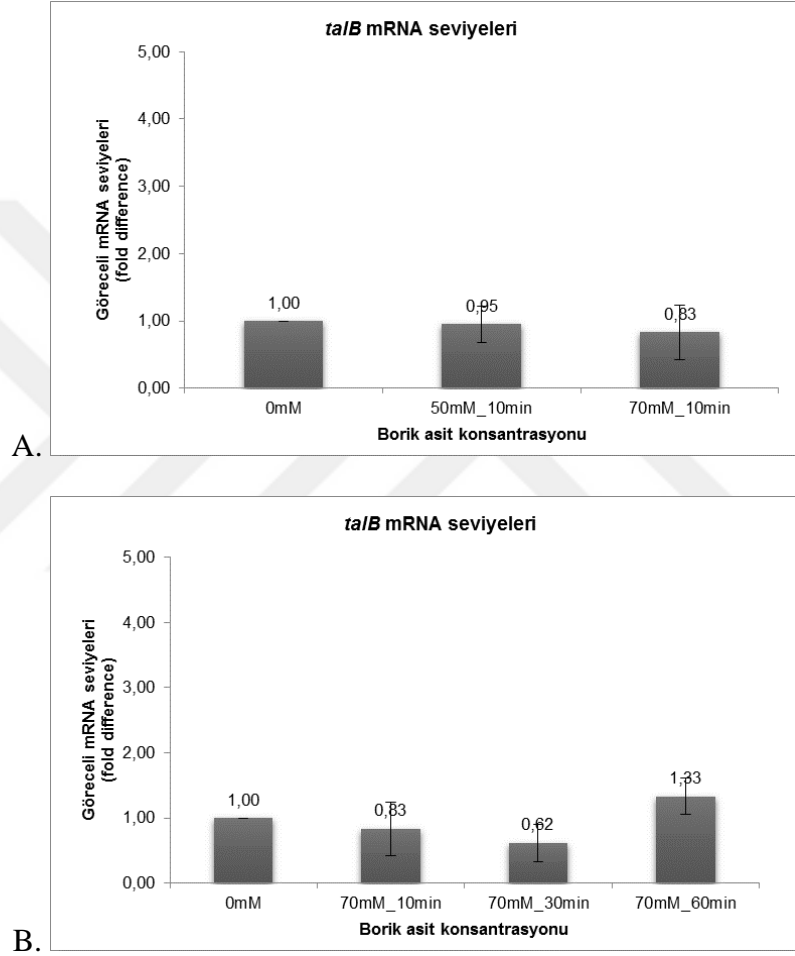 talB mRNA seviyeleri
Göreceli mRNA seviyeleri
(fold difference)
5,00
4,00
3,00
2,00
1,00
0,00
1,00
0,95
0,83
0mM
50mM_10min
70mM_10min
Borik asit konsantrasyonu
A.
talB mRNA seviyeleri
Göreceli mRNA seviyeleri
(fold difference)
5,00
4,00
3,00
2,00
1,00
0,00
1,00
0,83
0,62
1,33
0mM
70mM_10min
70mM_30min
70mM_60min
Borik asit konsantrasyonu
B.